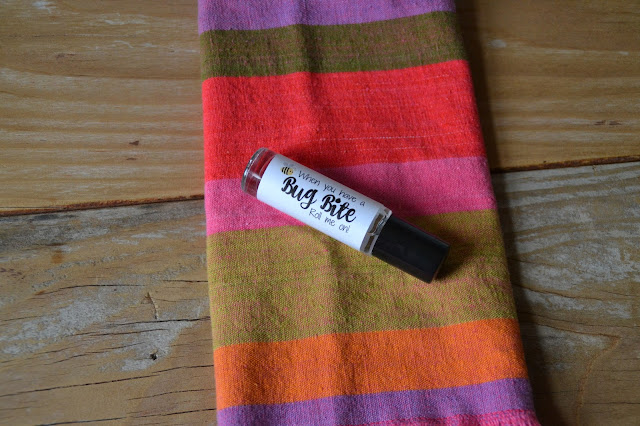 When you have a
Bug Bite
Roll me on!